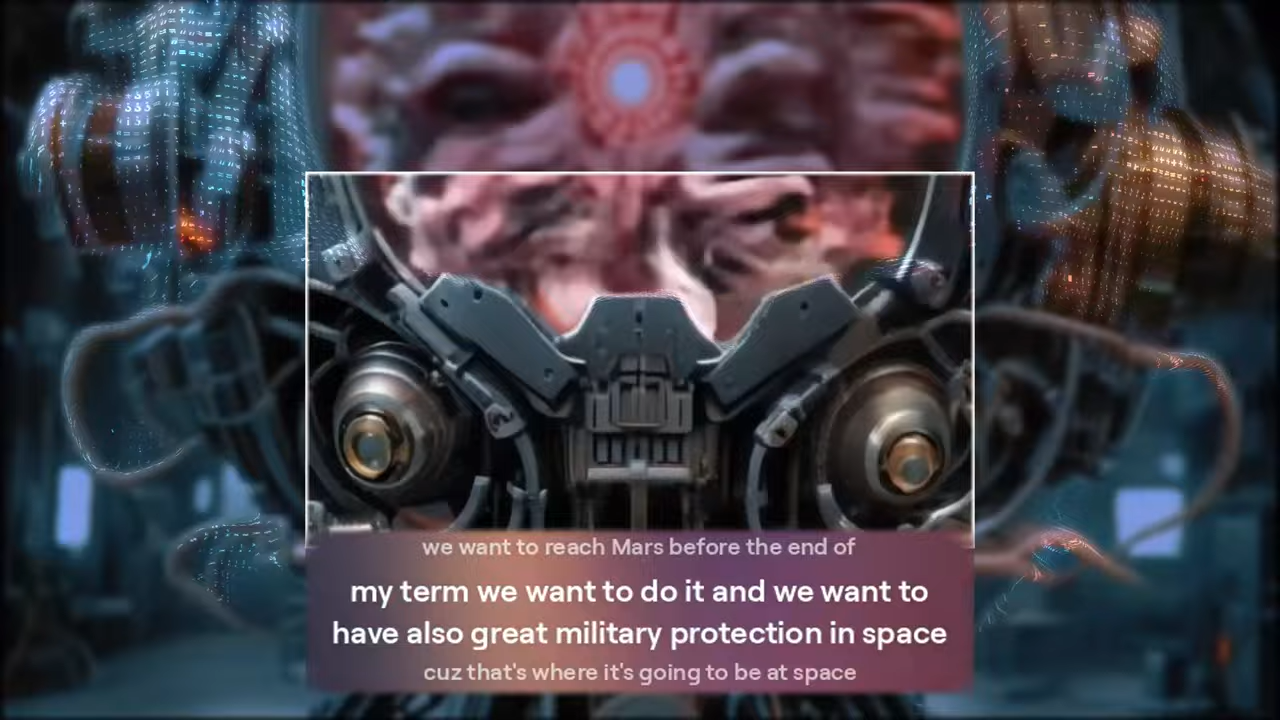 we want to reach Mars before the end of
my term we want to do it and we want to
have also great military protection in space
cuz that's where it's going to be at space